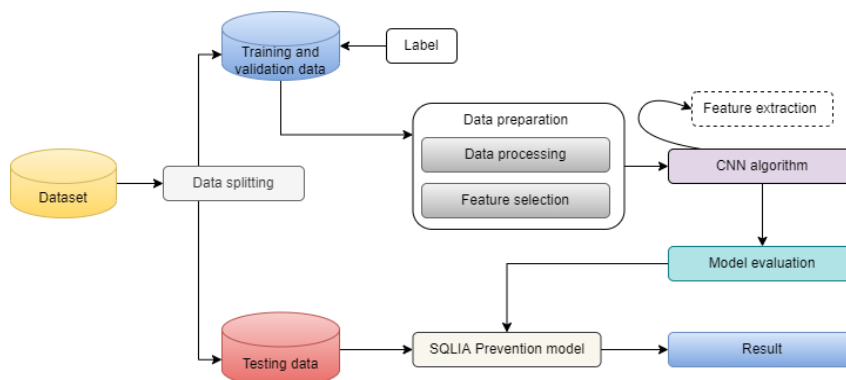 Training and
validation data
Label
Data preparation
Data processing
Feature selection
Feature extraction
CNN algorithm
Dataset
Data splitting
Model evaluation
Testing data
SQLIA Prevention model
Result